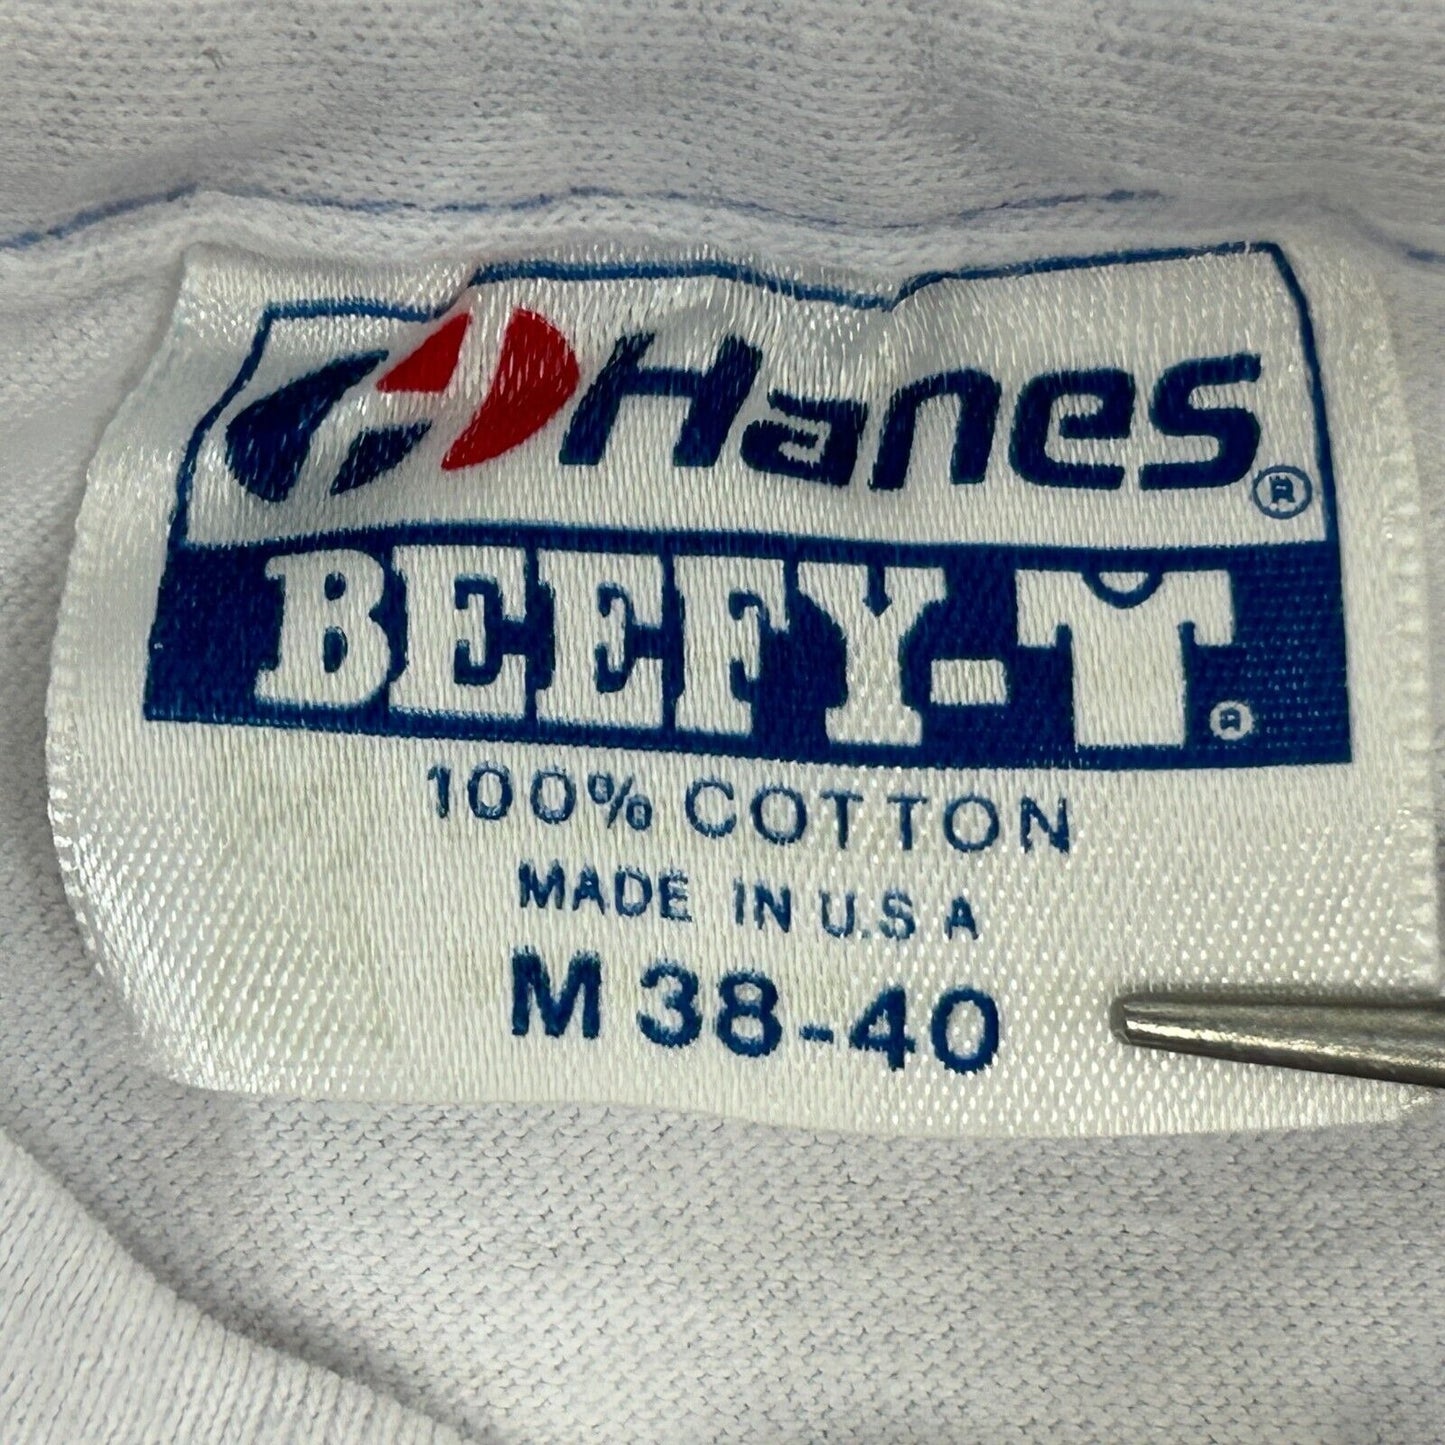 Hanes®
BEEFY-T®
100% COTTON
MADE IN U.S A
M 38-40